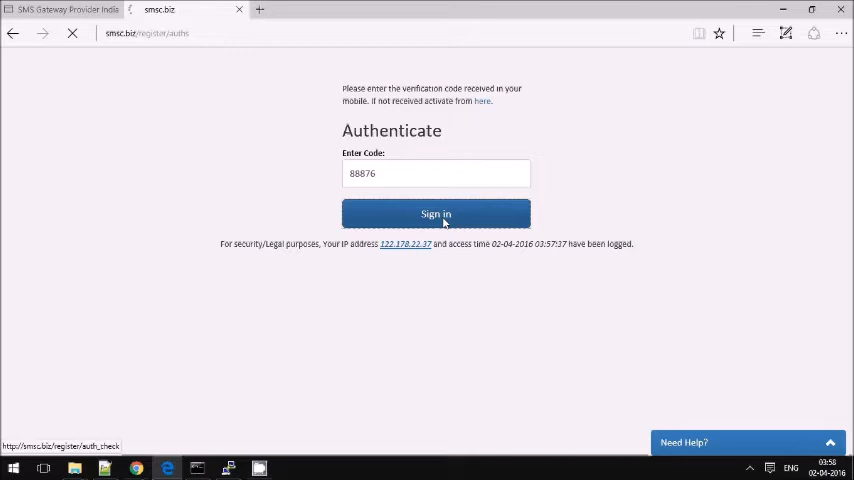 SMS Gateway Provider India
smsc.biz
smsc.biz/register/auths
Please enter the verification code received in your
mobile. If not received activate from here.
Authenticate
Enter Code:
88876
Sign in
For security/Legal purposes, Your IP address 122.178.22.37 and access time 02-04-2016 03:57:37 have been logged.
http://smsc.biz/register/auth_check
Need Help?
ENG
03:58
02-04-2016